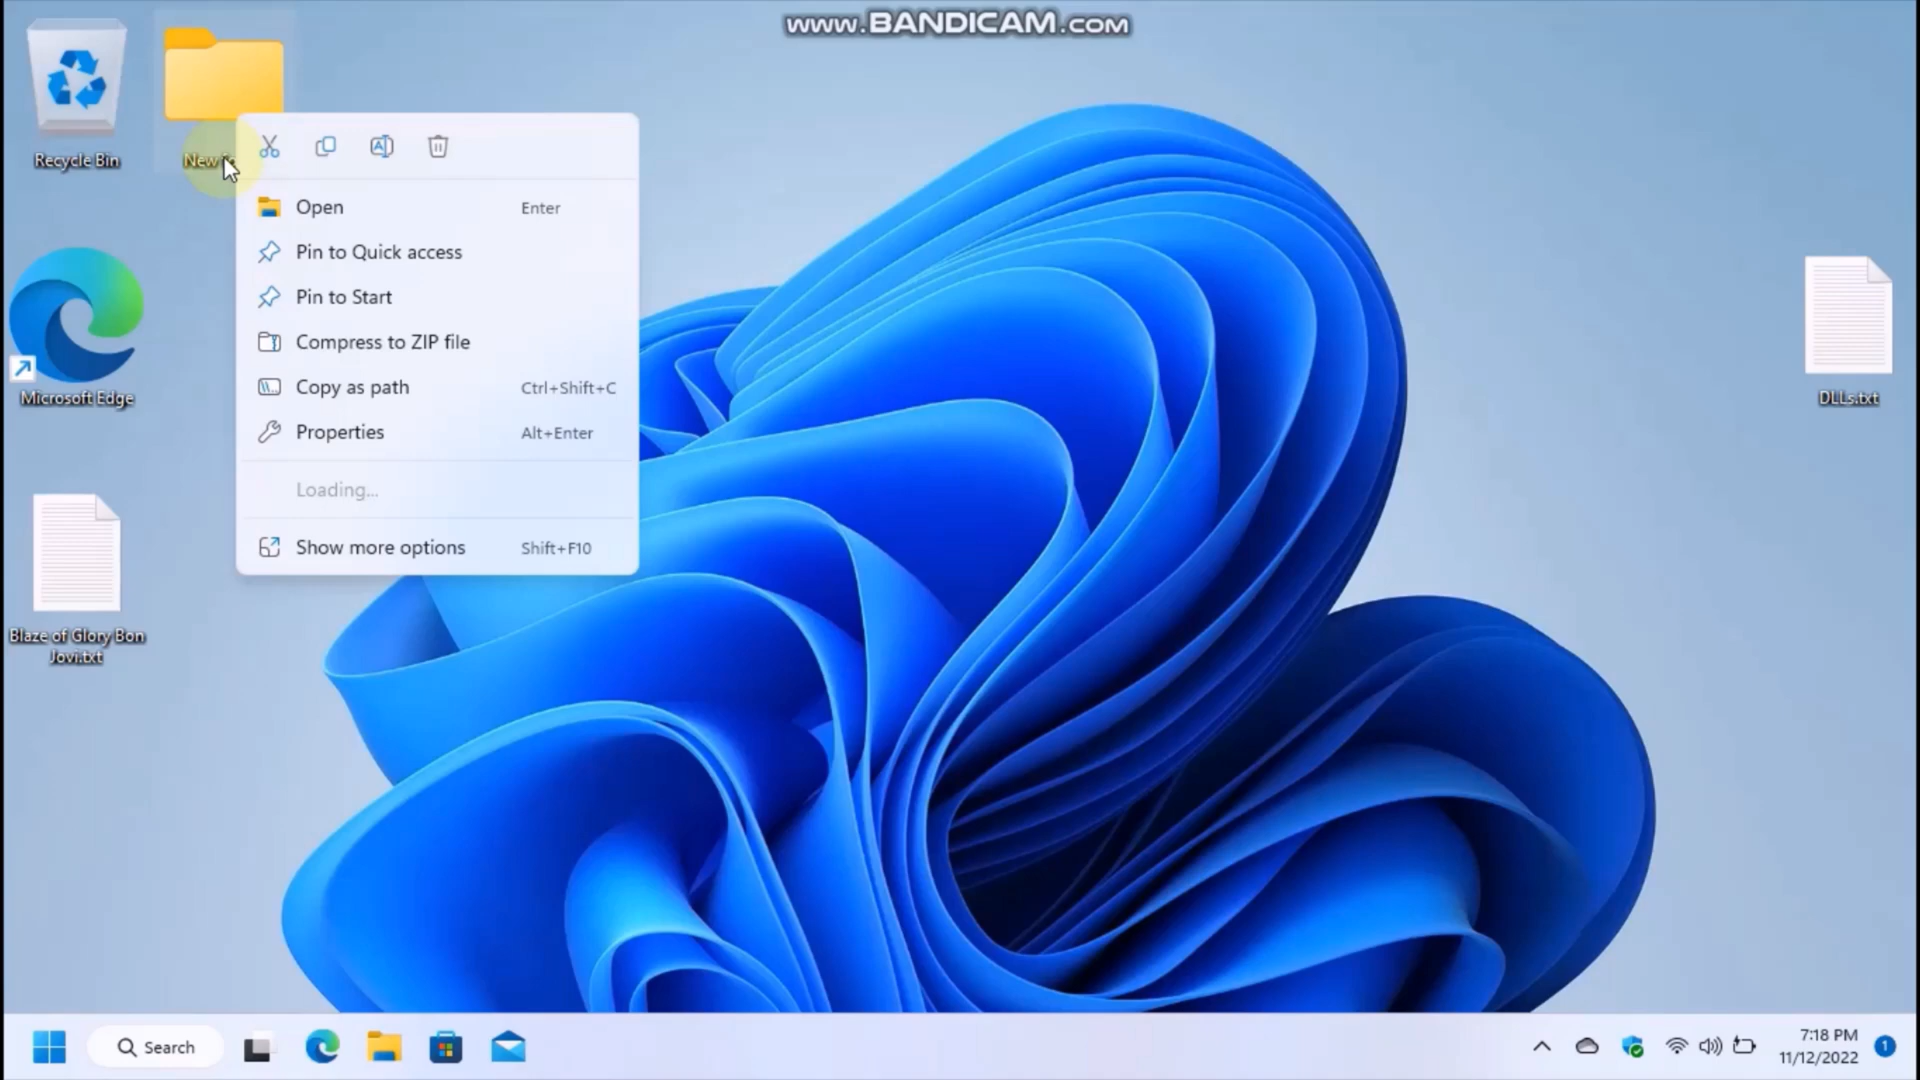 www.BANDICAM.com
Recycle Bin
New
Open Enter
Pin to Quick access
Pin to Start
Compress to ZIP file
Copy as path Ctrl+Shift+C
Properties Alt+Enter
Loading...
Show more options Shift+F10
Microsoft Edge
Blaze of Glory Bon
Jovi.txt
DLLs.txt
Search
7:18 PM
11/12/2022
1